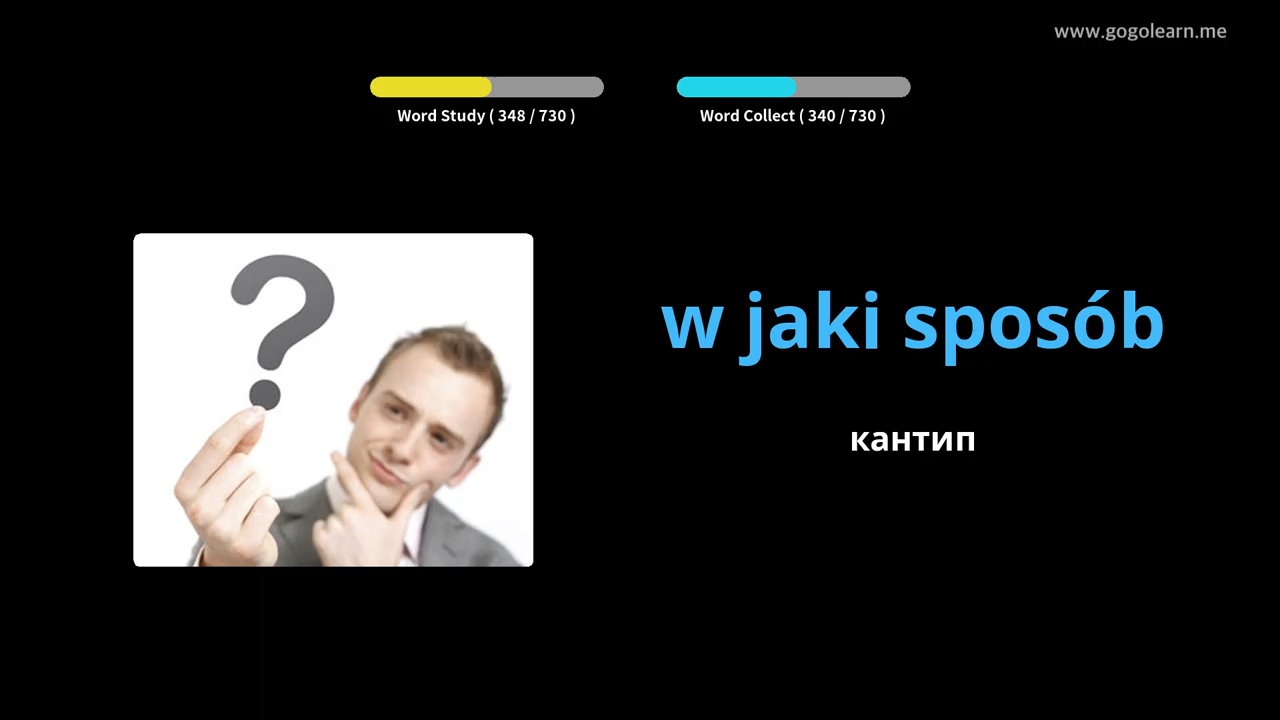 www.gogolearn.me
Word Study ( 348 / 730 )
Word Collect ( 340 / 730 )
w jaki sposób
кантип